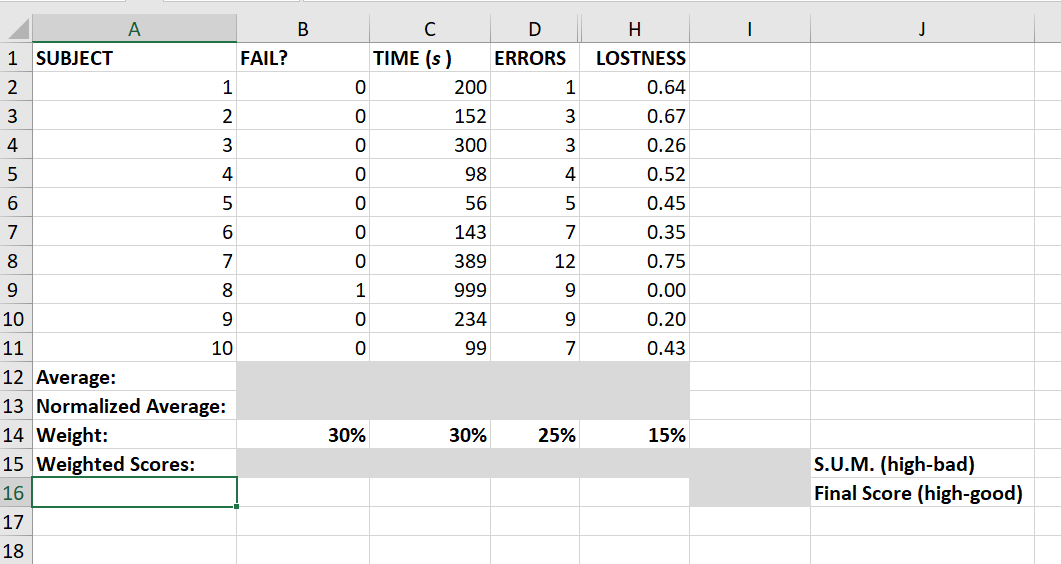 A B C D H I J
1 SUBJECT FAIL? TIME (s ) ERRORS LOSTNESS
2 1 0 200 1 0.64
3 2 0 152 3 0.67
4 3 0 300 3 0.26
5 4 0 98 4 0.52
6 5 0 56 5 0.45
7 6 0 143 7 0.35
8 7 0 389 12 0.75
9 8 1 999 9 0.00
10 9 0 234 9 0.20
11 10 0 99 7 0.43
12 Average:
13 Normalized Average:
14 Weight: 30% 30% 25% 15%
15 Weighted Scores: S.U.M. (high-bad)
16 Final Score (high-good)
17
18